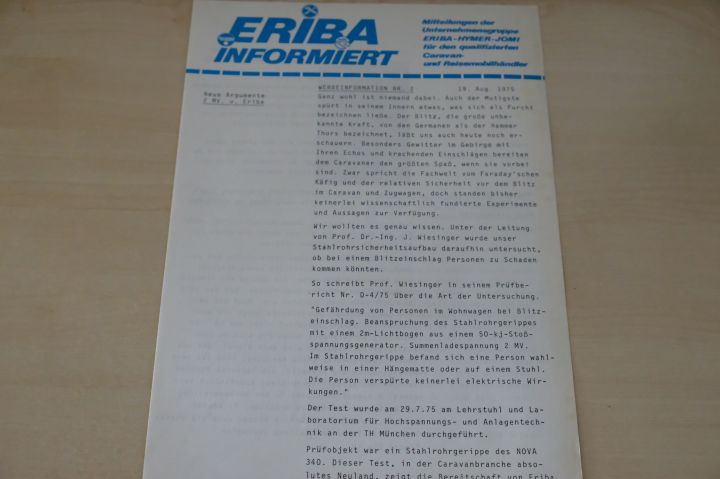 ERIBA
INFORMIERT
Mitteilungen der
Unternehmensgruppe
ERIBA-HYMER-JOMI
für den qualifizierten
Caravan-
und Reisemobilhändler
Neue Argumente
2 MV. v. Eriba
WERBEINFORMATION NR. 2 19. Aug. 1975
Ganz wohl ist niemand dabei. Auch der Mutigste
spürt in seinem Innern etwas, was sich als Furcht
bezeichnen ließe. Der Blitz, die große unbe-
kannte Kraft, von den Germanen als der Hammer
Thors bezeichnet, läßt uns auch heute noch er-
schauern. Besonders Gewitter im Gebirge mit
Ihren Echos und krachenden Einschlägen bereiten
dem Caravaner den größten Spaß, wenn sie vorbei
sind. Zwar spricht die Fachwelt vom Faraday'schen
Käfig und der relativen Sicherheit vor dem Blitz
im Caravan und Zugwagen, doch standen bisher
keinerlei wissenschaftlich fundierte Experimente
und Aussagen zur Verfügung.
Wir wollten es genau wissen. Unter der Leitung
von Prof. Dr.-Ing. J. Wiesinger wurde unser
Stahlrohrsicherheitsaufbau daraufhin untersucht,
ob bei einem Blitzeinschlag Personen zu Schaden
kommen könnten.
So schreibt Prof. Wiesinger in seinem Prüfbe-
richt Nr. D-4/75 über die Art der Untersuchung.
"Gefährdung von Personen im Wohnwagen bei Blitz-
einschlag. Beanspruchung des Stahlrohrgerippes
mit einem 2m-Lichtbogen aus einem 50-kj-Stoß-
spannungsgenerator. Summenladespannung 2 MV.
Im Stahlrohrgerippe befand sich eine Person wahl-
weise in einer Hängematte oder auf einem Stuhl.
Die Person verspürte keinerlei elektrische Wir-
kungen."
Der Test wurde am 29.7.75 am Lehrstuhl und La-
boratorium für Hochspannungs- und Anlagentech-
nik an der TH München durchgeführt.
Prüfobjekt war ein Stahlrohrgerippe des NOVA
340. Dieser Test, in der Caravanbranche abso-
lutes Neuland, zeigt die Bereitschaft von Eriba